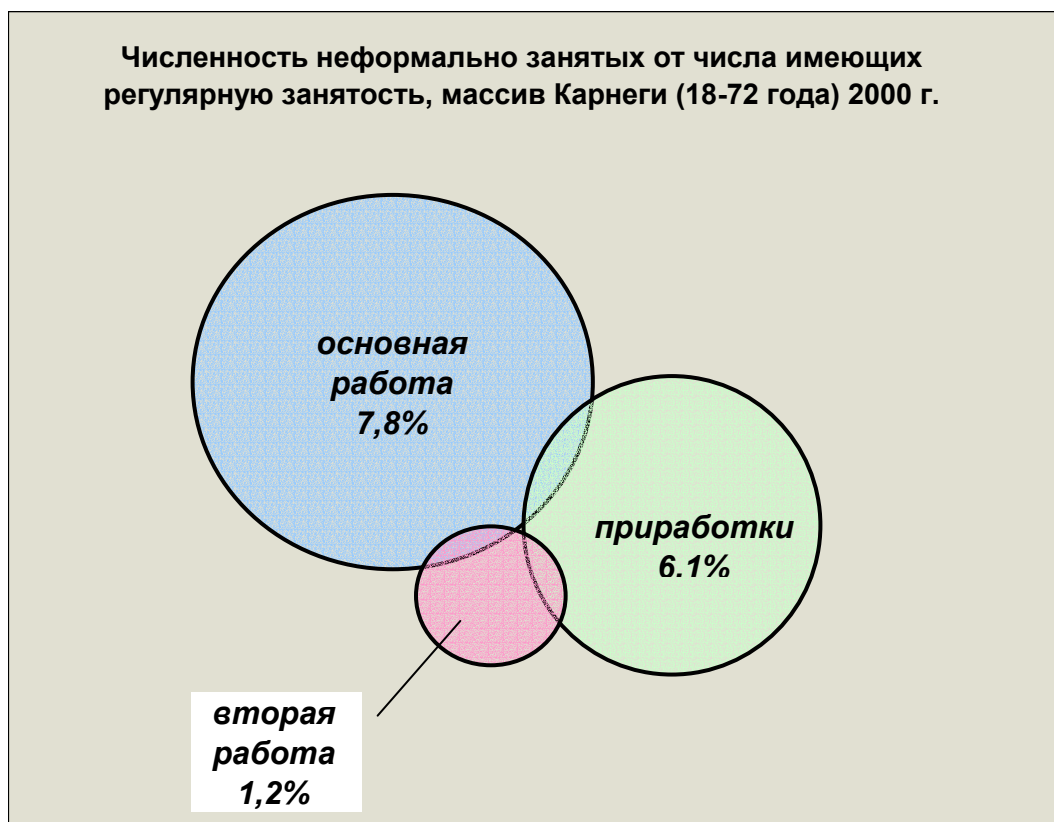 Численность неформально занятых от числа имеющих
регулярную занятость, массив Карнеги (18-72 года) 2000 г.
основная
работа
7,8%
приработки
6.1%
вторая
работа
1,2%